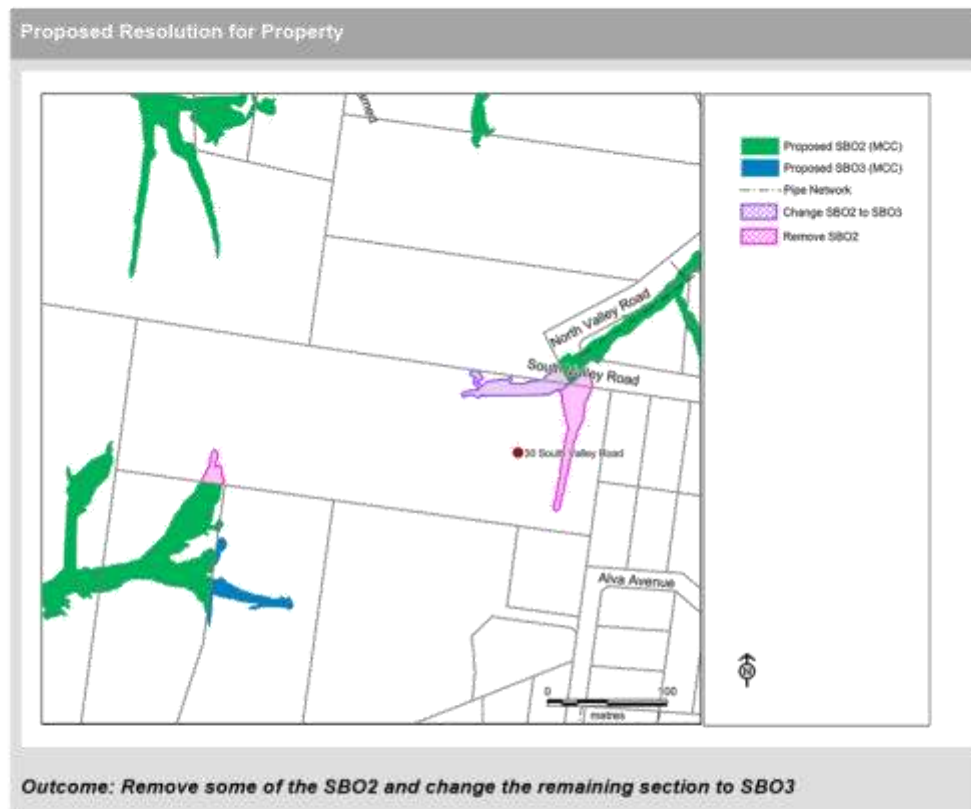 Proposed Resolution for Property
Proposed SBO2 (MCC)
Proposed SBO3 (MCC)
Pipe Network
Change SBO2 to SBO3
Remove SBO2
North Valley Road
South Valley Road
30 South Valley Road
Alva Avenue
N
0 100
metres
Outcome: Remove some of the SBO2 and change the remaining section to SBO3